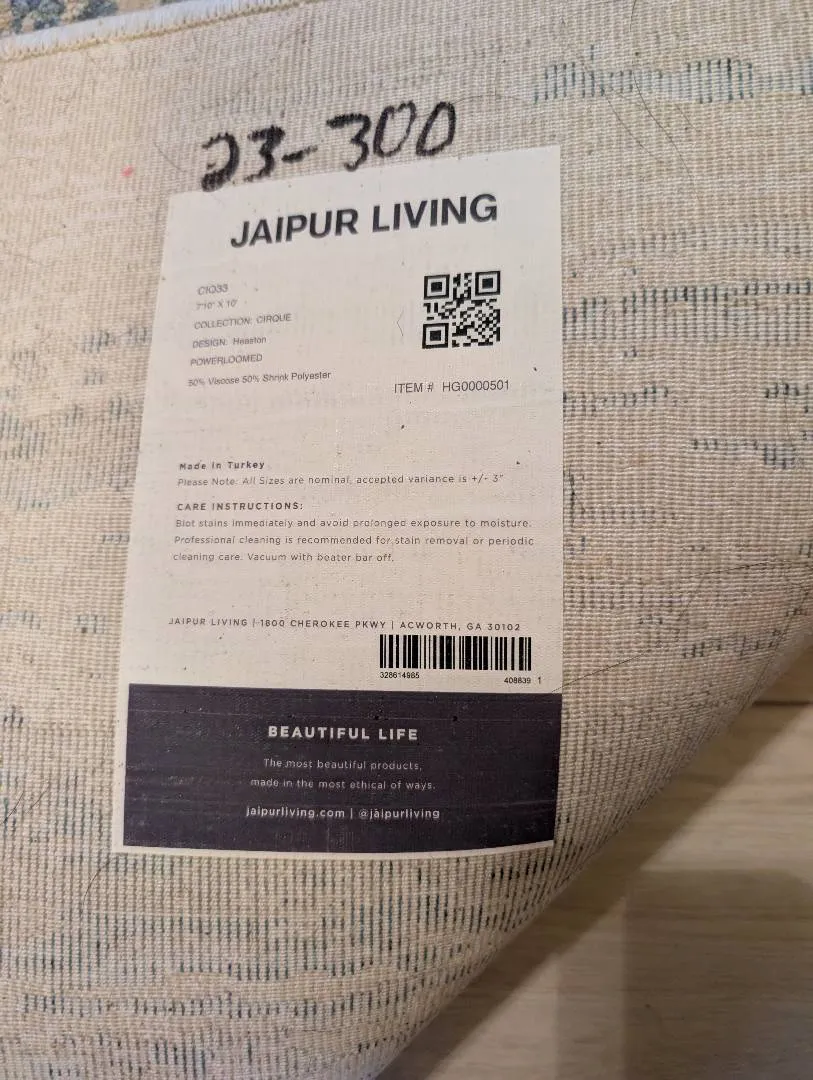 23-300
JAIPUR LIVING
CIQ33
7'10" X 10'
COLLECTION: CIRQUE
DESIGN: Heaston
POWERLOOMED
50% Viscose 50% Shrink Polyester
ITEM # HG0000501
Made in Turkey
Please Note: All Sizes are nominal, accepted variance is +/- 3"
CARE INSTRUCTIONS:
Blot stains immediately and avoid prolonged exposure to moisture.
Professional cleaning is recommended for stain removal or periodic
cleaning care. Vacuum with beater bar off.
JAIPUR LIVING | 1800 CHEROKEE PKWY | ACWORTH, GA 30102
328614985 408839 1
BEAUTIFUL LIFE
The most beautiful products,
made in the most ethical of ways.
jaipurliving.com | @jaipurliving